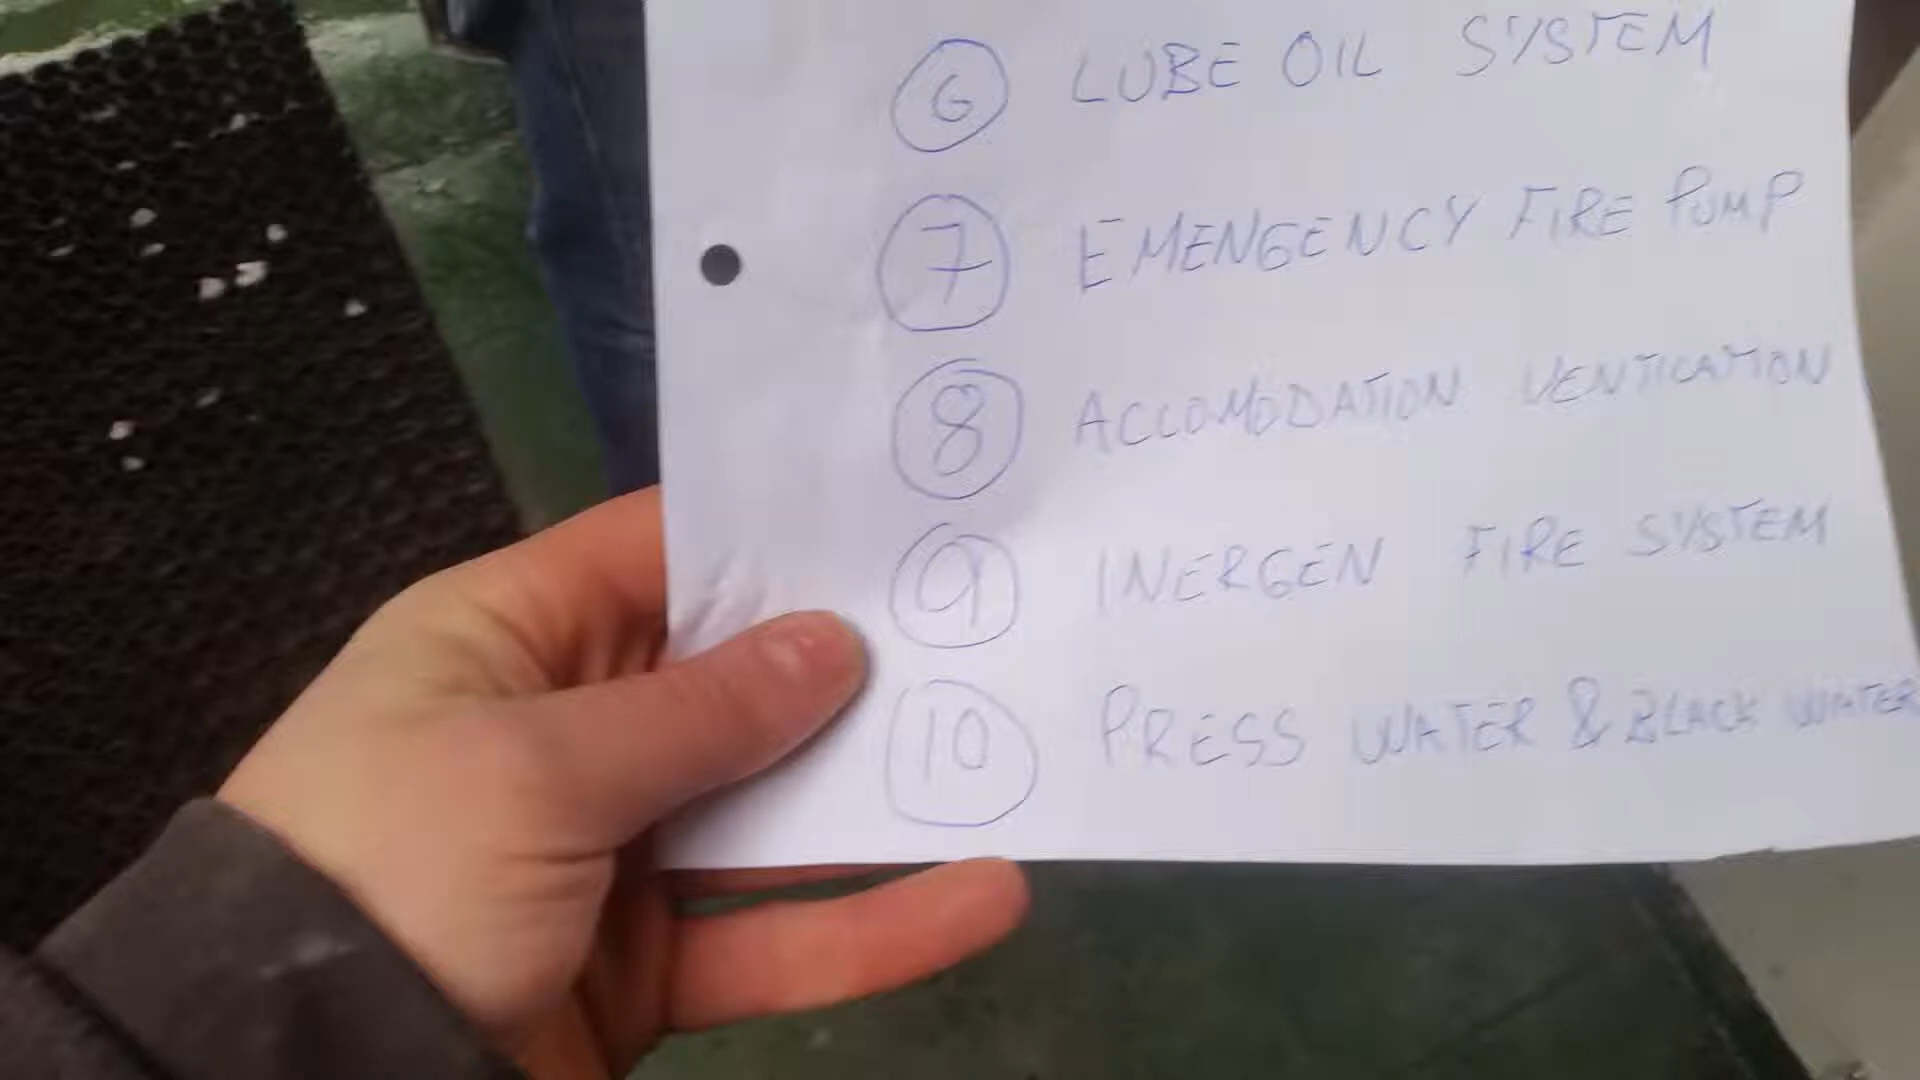 6 LUBE OIL SYSTEM
7 EMENGENCY FIRE PUMP
8 ACCOMODATION VENTILATION
9 INERGEN FIRE SYSTEM
10 PRESS WATER & BLACK WATER